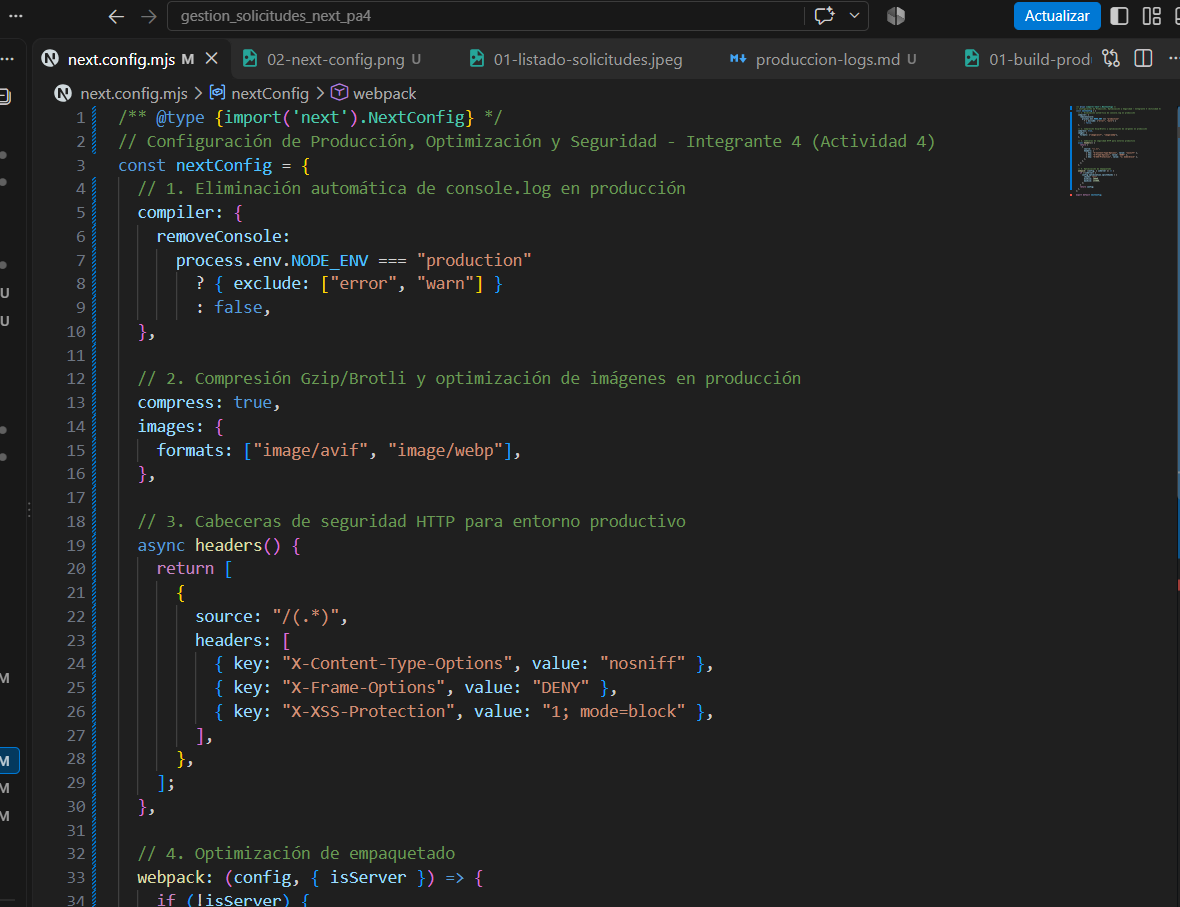 gestion_solicitudes_next_pa4
Actualizar
next.config.mjs M
02-next-config.png U
01-listado-solicitudes.jpeg
produccion-logs.md U
01-build-prod
next.config.mjs > nextConfig > webpack
1 /** @type {import('next').NextConfig} */
2 // Configuración de Producción, Optimización y Seguridad - Integrante 4 (Actividad 4)
3 const nextConfig = {
4 // 1. Eliminación automática de console.log en producción
5 compiler: {
6 removeConsole:
7 process.env.NODE_ENV === "production"
8 ? { exclude: ["error", "warn"] }
9 : false,
10 },
11
12 // 2. Compresión Gzip/Brotli y optimización de imágenes en producción
13 compress: true,
14 images: {
15 formats: ["image/avif", "image/webp"],
16 },
17
18 // 3. Cabeceras de seguridad HTTP para entorno productivo
19 async headers() {
20 return [
21 {
22 source: "/(.*)",
23 headers: [
24 { key: "X-Content-Type-Options", value: "nosniff" },
25 { key: "X-Frame-Options", value: "DENY" },
26 { key: "X-XSS-Protection", value: "1; mode=block" },
27 ],
28 },
29 ];
30 },
31
32 // 4. Optimización de empaquetado
33 webpack: (config, { isServer }) => {
34 if (!isServer) {
U
U
M
M
M
M